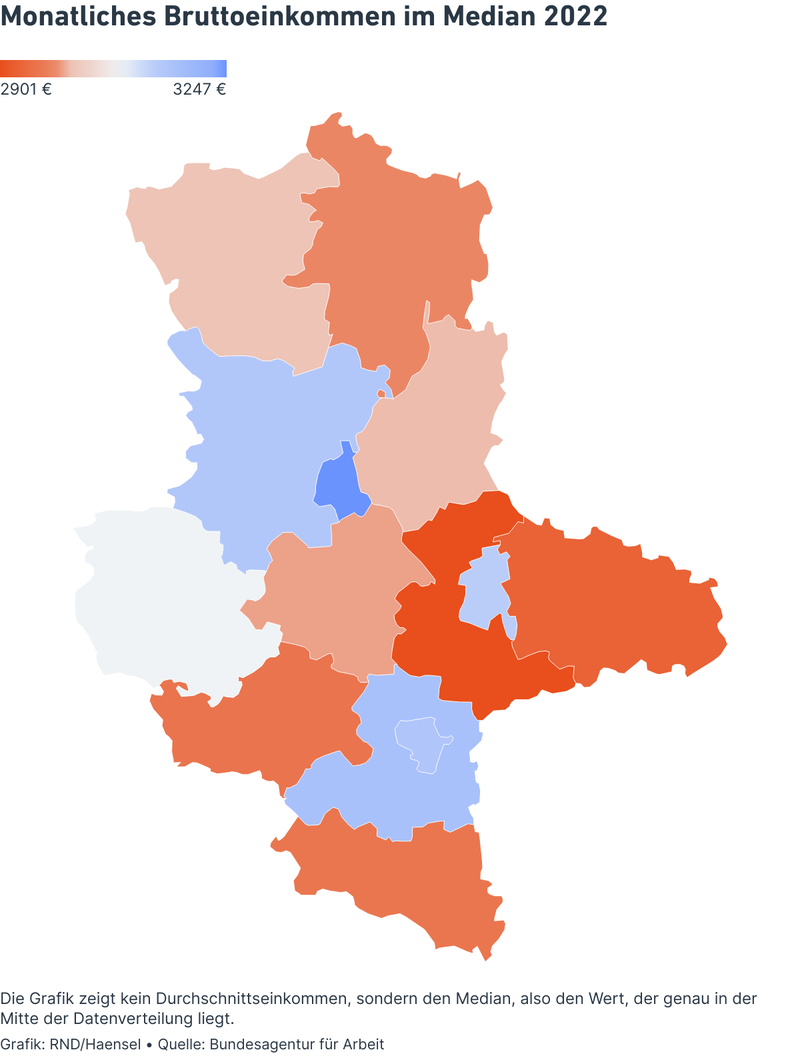 Monatliches Bruttoeinkommen im Median 2022
2901 € 3247 €
Die Grafik zeigt kein Durchschnittseinkommen, sondern den Median, also den Wert, der genau in der
Mitte der Datenverteilung liegt.
Grafik: RND/Haensel • Quelle: Bundesagentur für Arbeit